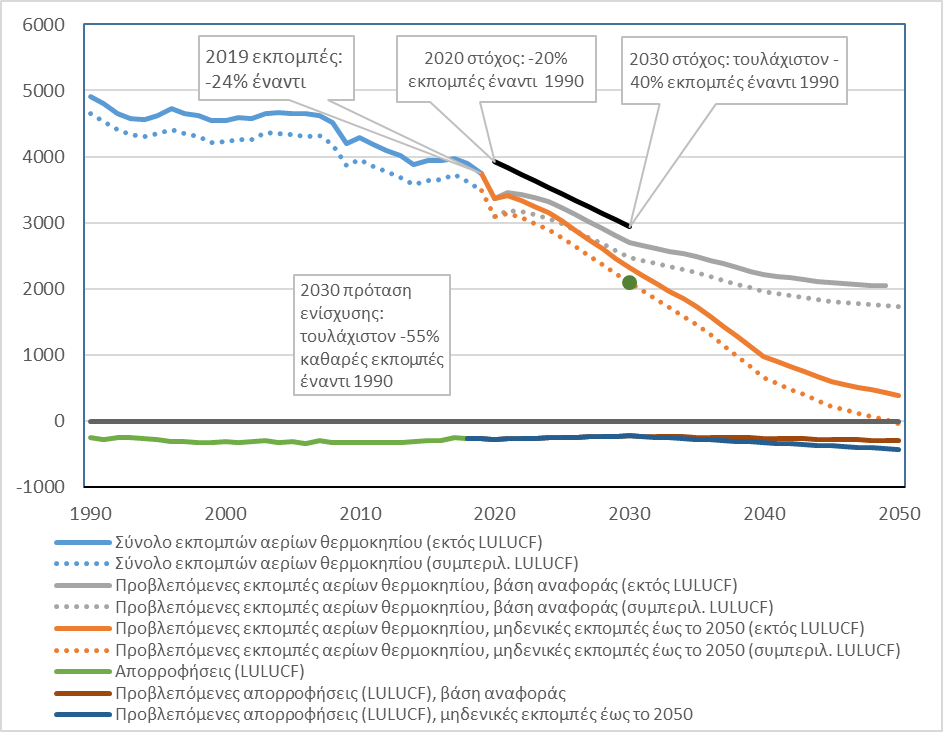 6000
5000
4000
3000
2000
1000
0
-1000
2019 εκπομπές:
-24% έναντι
2020 στόχος: -20%
εκπομπές έναντι 1990
2030 στόχος: τουλάχιστον -
40% εκπομπές έναντι 1990
2030 πρόταση
ενίσχυσης:
τουλάχιστον -55%
καθαρές εκπομπές
έναντι 1990
1990 2000 2010 2020 2030 2040 2050
Σύνολο εκπομπών αερίων θερμοκηπίου (εκτός LULUCF)
Σύνολο εκπομπών αερίων θερμοκηπίου (συμπεριλ. LULUCF)
Προβλεπόμενες εκπομπές αερίων θερμοκηπίου, βάση αναφοράς (εκτός LULUCF)
Προβλεπόμενες εκπομπές αερίων θερμοκηπίου, βάση αναφοράς (συμπεριλ. LULUCF)
Προβλεπόμενες εκπομπές αερίων θερμοκηπίου, μηδενικές εκπομπές έως το 2050 (εκτός LULUCF)
Προβλεπόμενες εκπομπές αερίων θερμοκηπίου, μηδενικές εκπομπές έως το 2050 (συμπεριλ. LULUCF)
Απορροφήσεις (LULUCF)
Προβλεπόμενες απορροφήσεις (LULUCF), βάση αναφοράς
Προβλεπόμενες απορροφήσεις (LULUCF), μηδενικές εκπομπές έως το 2050